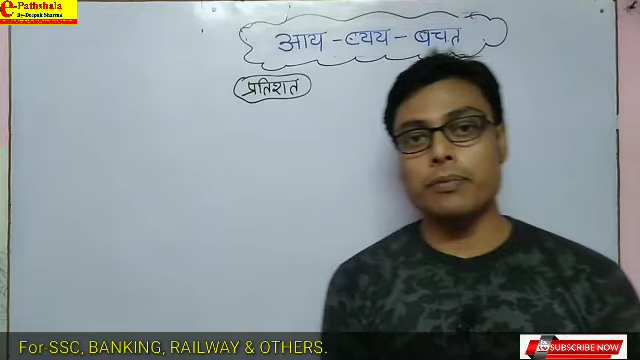 e-Pathshala
By-Deepak Sharma
आय - व्यय - बचत
प्रतिशत
For-SSC, BANKING, RAILWAY & OTHERS.
SUBSCRIBE NOW